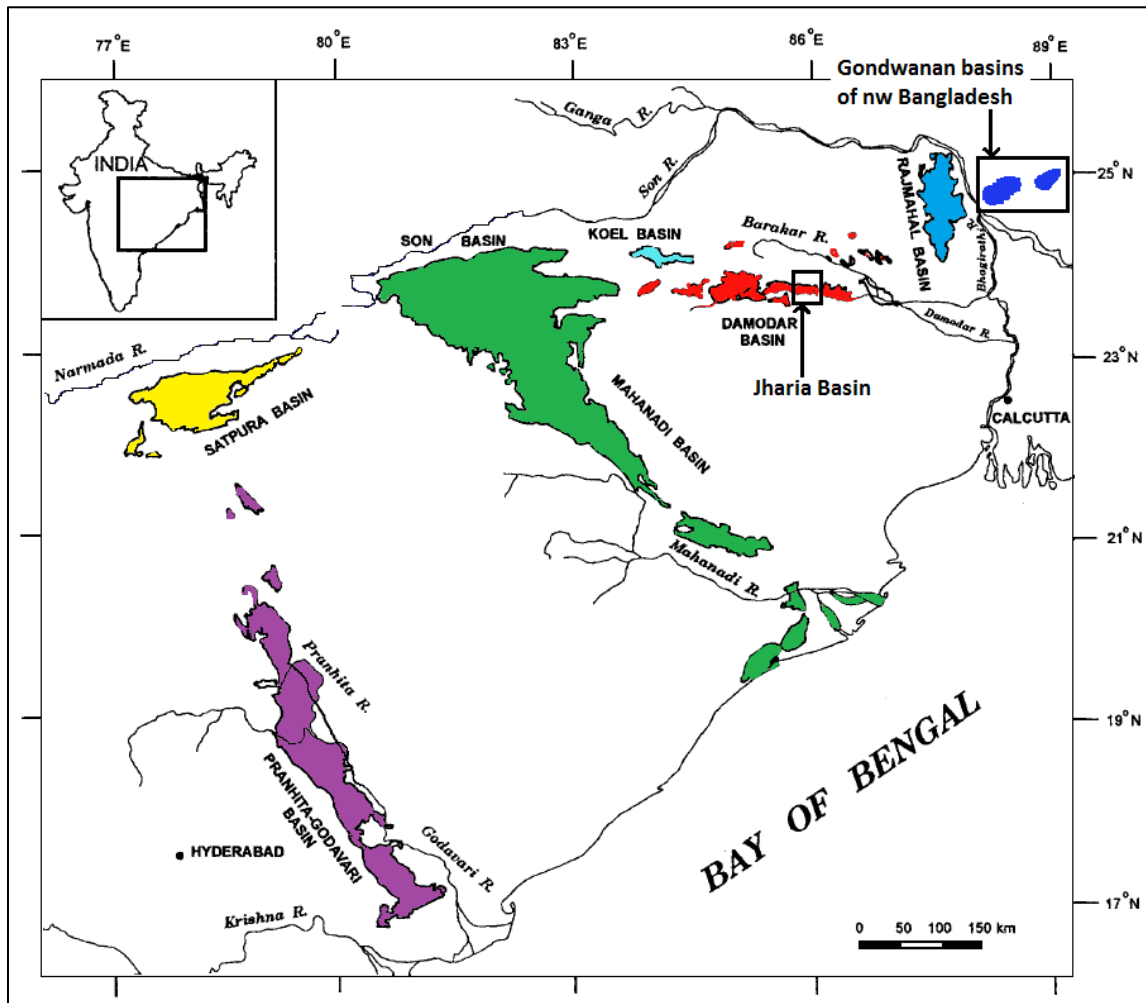 77°E
80°E
83°E
86°E
89°E
Gondwanan basins
of nw Bangladesh
INDIA
Ganga R.
Son R.
25°N
RAJMAHAL BASIN
Bhagirathi R.
Barakar R.
KOEL BASIN
SON BASIN
DAMODAR
BASIN
Damodar R.
23°N
Narmada R.
Jharia Basin
CALCUTTA
SATPURA BASIN
MAHANADI BASIN
21°N
Mahanadi R.
Pranhita R.
19°N
PRANHITA-GODAVARI
BASIN
BAY OF BENGAL
HYDERABAD
Godavari R.
17°N
Krishna R.
0 50 100 150 km